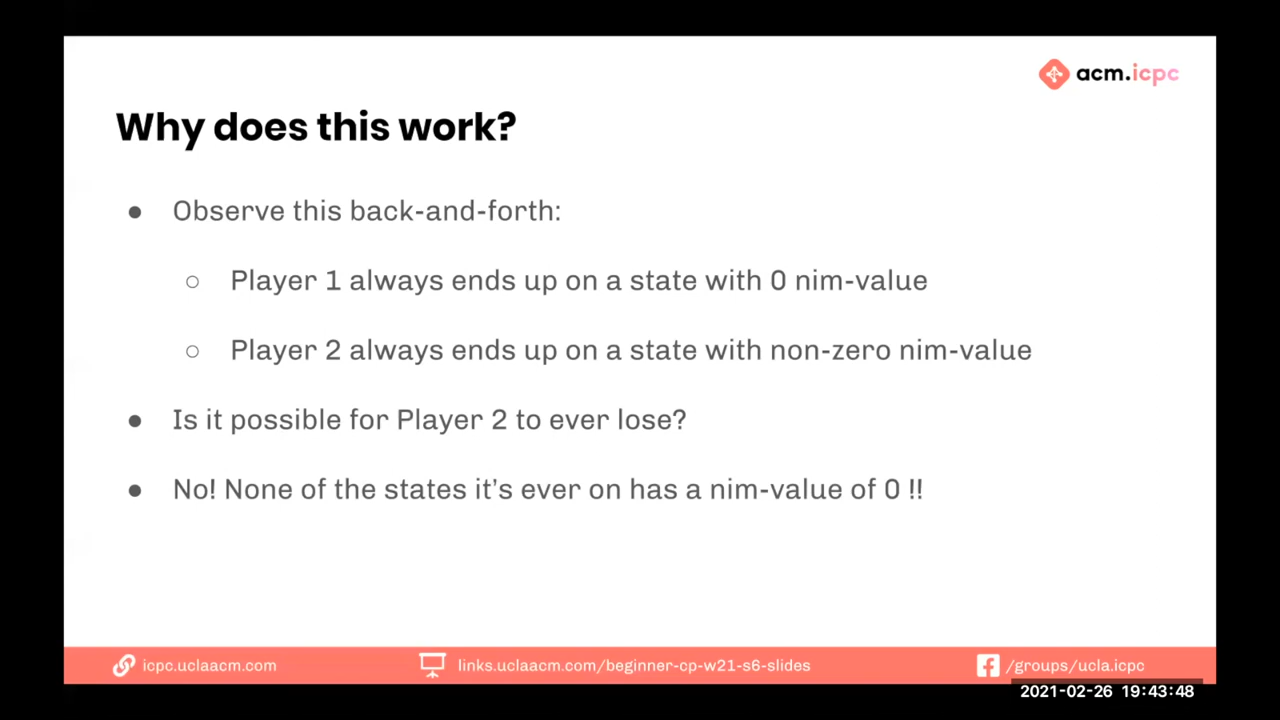 acm.icpc
Why does this work?
● Observe this back-and-forth:
○ Player 1 always ends up on a state with 0 nim-value
○ Player 2 always ends up on a state with non-zero nim-value
● Is it possible for Player 2 to ever lose?
● No! None of the states it's ever on has a nim-value of 0 !!
icpc.uclaacm.com
links.uclaacm.com/beginner-cp-w21-s6-slides
/groups/ucla.icpc
2021-02-26 19:43:48